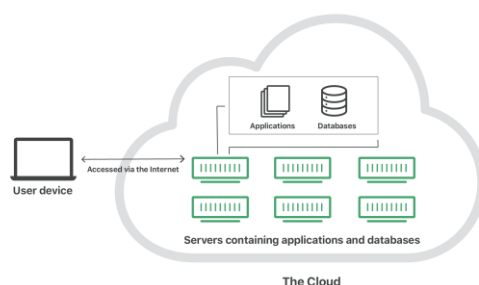 Applications
Databases
Accessed via the Internet
User device
Servers containing applications and databases
The Cloud